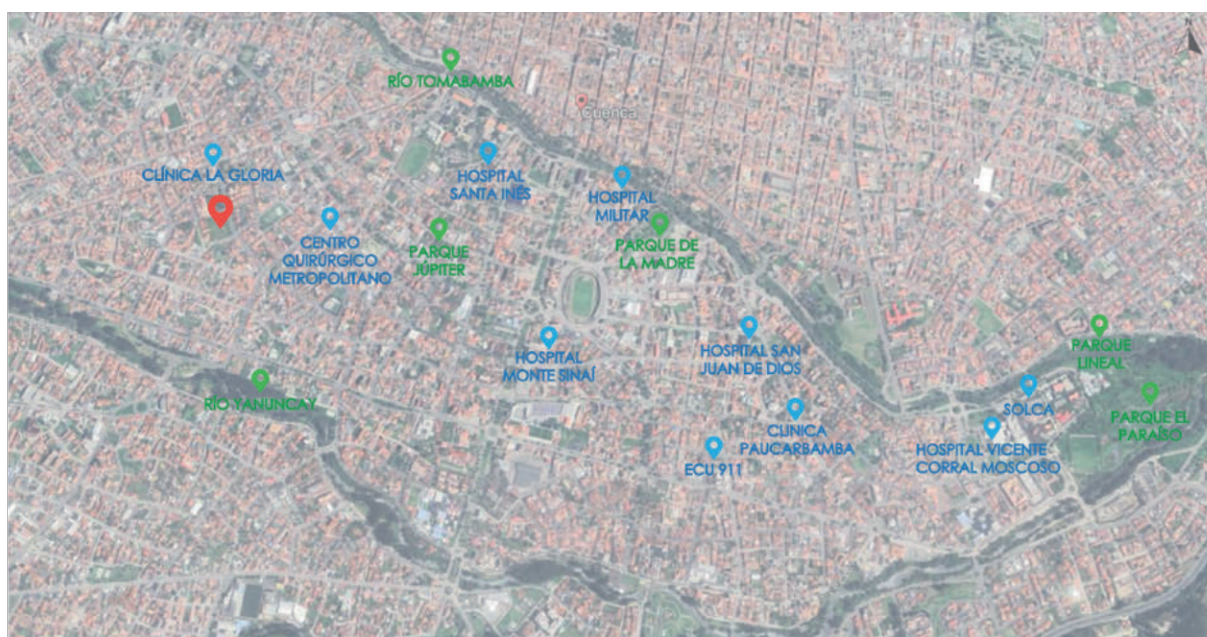 N
RÍO TOMABAMBA
Cuenca
CLÍNICA LA GLORIA
HOSPITAL
SANTA INÉS
HOSPITAL
MILITAR
CENTRO
QUIRÚRGICO
METROPOLITANO
PARQUE
JÚPITER
PARQUE DE
LA MADRE
HOSPITAL
MONTE SINAÍ
HOSPITAL SAN
JUAN DE DIOS
PARQUE
LINEAL
RÍO YANUNCAY
SOLCA
PARQUE EL
PARAÍSO
CLINICA
PAUCARBAMBA
HOSPITAL VICENTE
CORRAL MOSCOSO
ECU 911